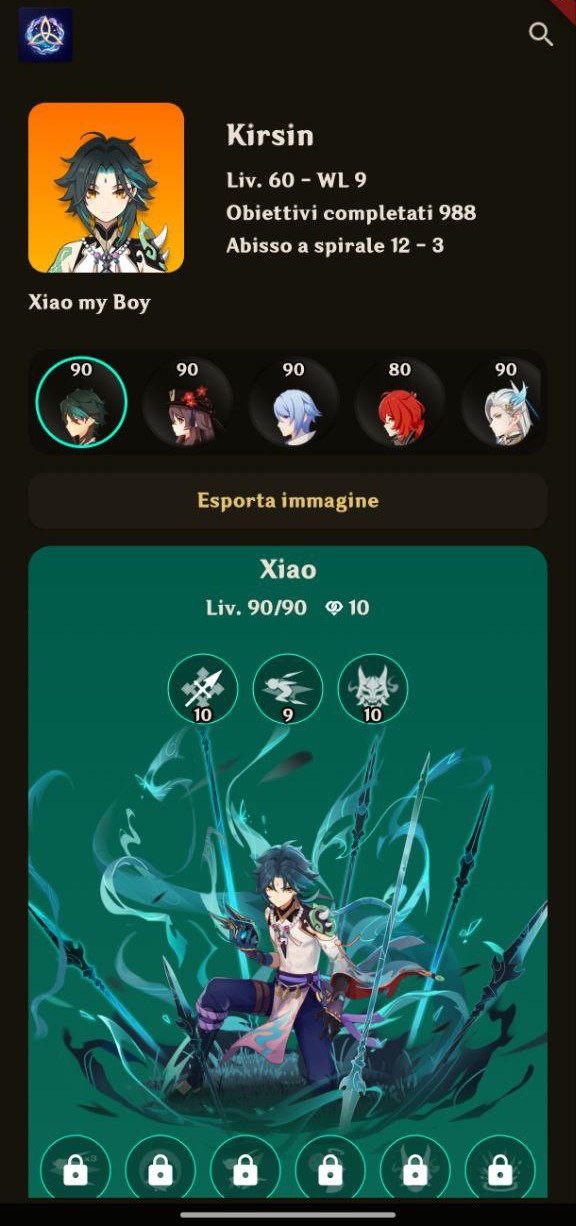 Kirsin
Liv. 60 - WL 9
Obiettivi completati 988
Abisso a spirale 12 - 3
Xiao my Boy
90
90
90
80
90
Esporta immagine
Xiao
Liv. 90/90 10
10
9
10
x3